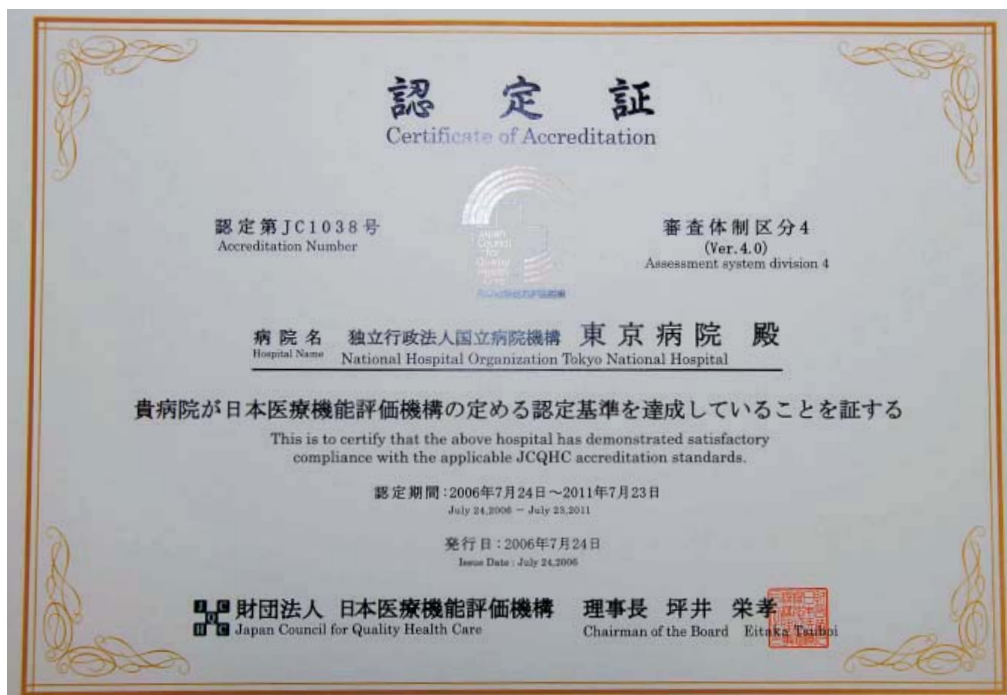 認定証
Certificate of Accreditation
認定第JC1038号
Accreditation Number
Japan
Council
for
Quality
Health
審査体制区分4
(Ver.4.0)
Assessment system division 4
病院名 独立行政法人国立病院機構 東京病院 殿
Hospital Name National Hospital Organization Tokyo National Hospital
貴病院が日本医療機能評価機構の定める認定基準を達成していることを証する
This is to certify that the above hospital has demonstrated satisfactory
compliance with the applicable JCQHC accreditation standards.
認定期間:2006年7月24日~2011年7月23日
July 24,2006 - July 23,2011
発行日:2006年7月24日
Issue Date : July 24,2006
JQHC 財団法人 日本医療機能評価機構 理事長 坪井 栄孝
Japan Council for Quality Health Care Chairman of the Board Eitaka Tsuboi